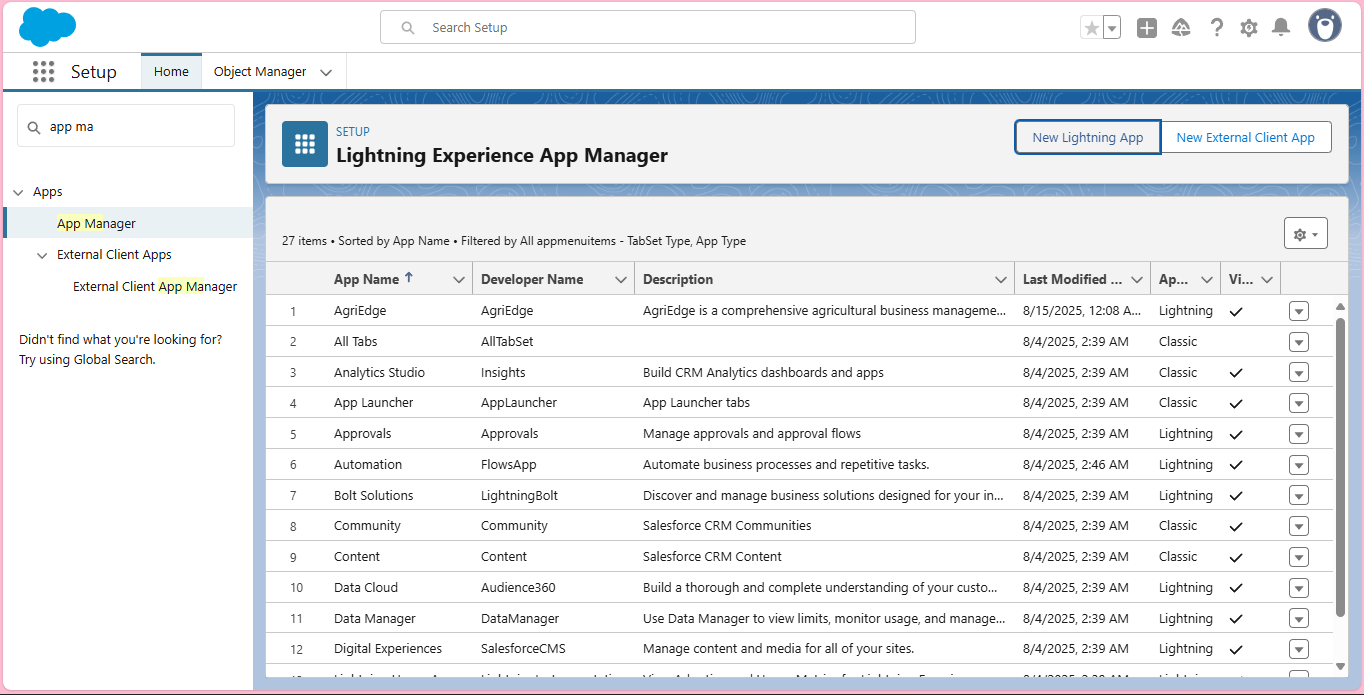 Search Setup
Setup
Home
Object Manager
app ma
Apps
App Manager
External Client Apps
External Client App Manager
Didn't find what you're looking for?
Try using Global Search.
SETUP
Lightning Experience App Manager
New Lightning App
New External Client App
27 items • Sorted by App Name • Filtered by All appmenuitems - TabSet Type, App Type
App Name Developer Name Description Last Modified ... Ap... Vi...
1 AgriEdge AgriEdge AgriEdge is a comprehensive agricultural business manageme... 8/15/2025, 12:08 A... Lightning
2 All Tabs AllTabSet 8/4/2025, 2:39 AM Classic
3 Analytics Studio Insights Build CRM Analytics dashboards and apps 8/4/2025, 2:39 AM Classic
4 App Launcher AppLauncher App Launcher tabs 8/4/2025, 2:39 AM Classic
5 Approvals Approvals Manage approvals and approval flows 8/4/2025, 2:39 AM Lightning
6 Automation FlowsApp Automate business processes and repetitive tasks. 8/4/2025, 2:46 AM Lightning
7 Bolt Solutions LightningBolt Discover and manage business solutions designed for your in... 8/4/2025, 2:39 AM Lightning
8 Community Community Salesforce CRM Communities 8/4/2025, 2:39 AM Classic
9 Content Content Salesforce CRM Content 8/4/2025, 2:39 AM Classic
10 Data Cloud Audience360 Build a thorough and complete understanding of your custo... 8/4/2025, 2:39 AM Lightning
11 Data Manager DataManager Use Data Manager to view limits, monitor usage, and manage... 8/4/2025, 2:39 AM Lightning
12 Digital Experiences SalesforceCMS Manage content and media for all of your sites. 8/4/2025, 2:39 AM Lightning